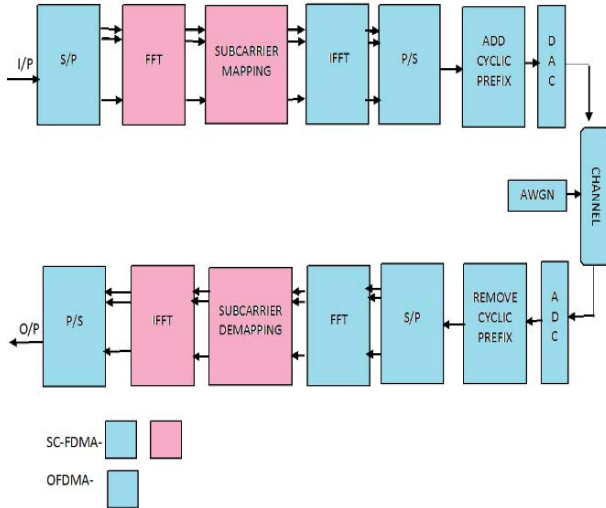 I/P
S/P
FFT
SUBCARRIER
MAPPING
IFFT
P/S
ADD
CYCLIC
PREFIX
D
A
C
AWGN
CHANNEL
O/P
P/S
IFFT
SUBCARRIER
DEMAPPING
FFT
S/P
REMOVE
CYCLIC
PREFIX
A
D
C
SC-FDMA-
OFDMA-